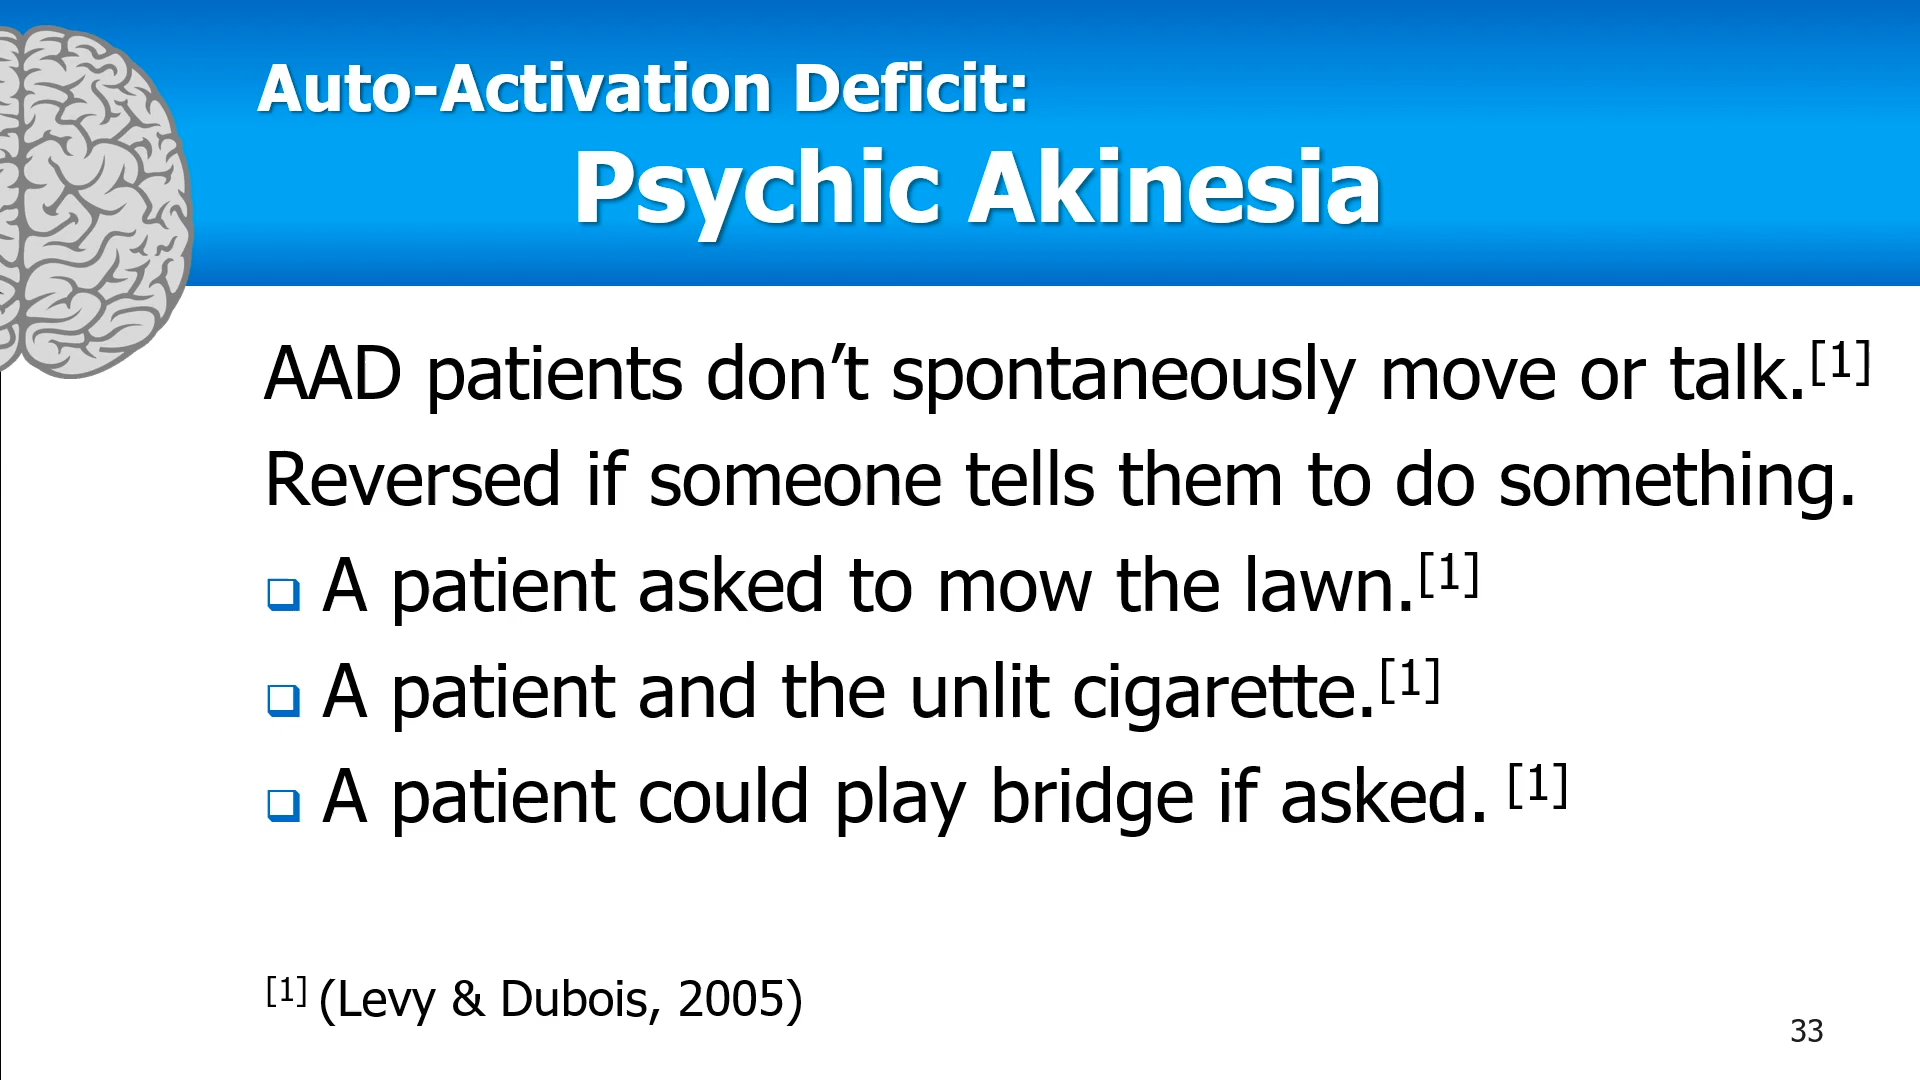 Auto-Activation Deficit:
Psychic Akinesia
AAD patients don’t spontaneously move or talk.[1]
Reversed if someone tells them to do something.
❑ A patient asked to mow the lawn.[1]
❑ A patient and the unlit cigarette.[1]
❑ A patient could play bridge if asked. [1]
[1] (Levy & Dubois, 2005)
33